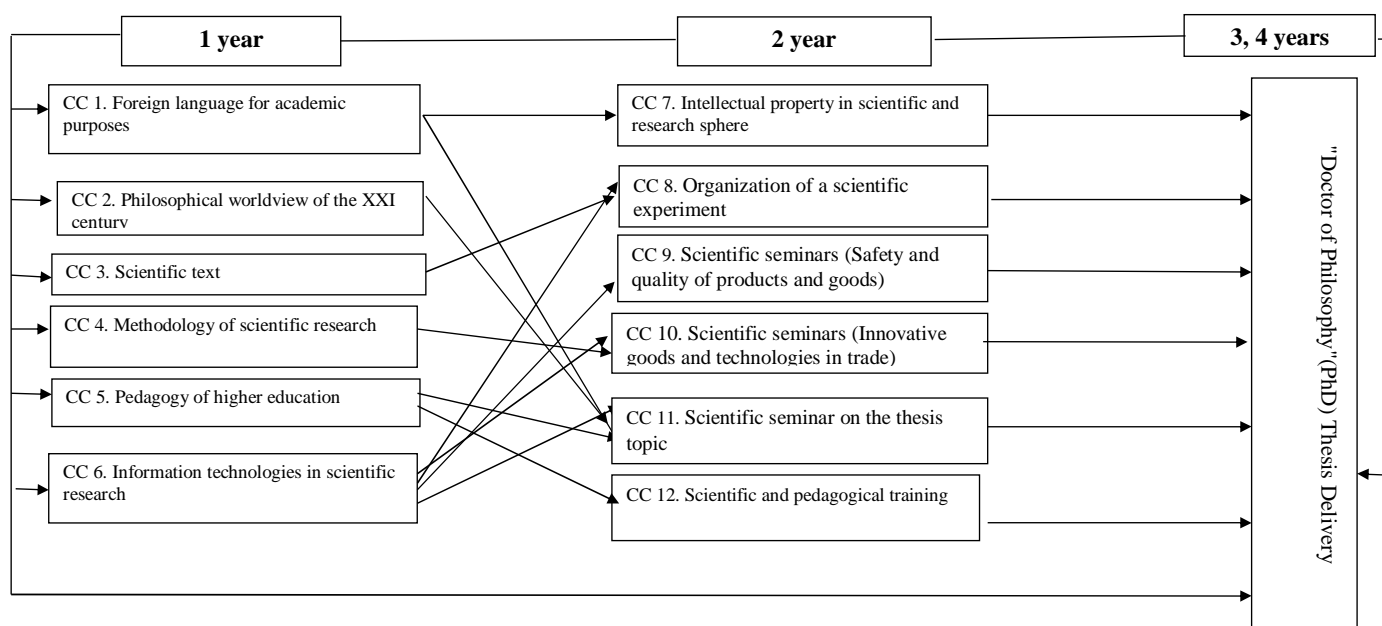 1 year
2 year
3, 4 years
CC 1. Foreign language for academic
purposes
CC 2. Philosophical worldview of the XXI
century
CC 3. Scientific text
CC 4. Methodology of scientific research
CC 5. Pedagogy of higher education
CC 6. Information technologies in scientific
research
CC 7. Intellectual property in scientific and
research sphere
CC 8. Organization of a scientific
experiment
CC 9. Scientific seminars (Safety and
quality of products and goods)
CC 10. Scientific seminars (Innovative
goods and technologies in trade)
CC 11. Scientific seminar on the thesis
topic
CC 12. Scientific and pedagogical training
"Doctor of Philosophy"(PhD) Thesis Delivery